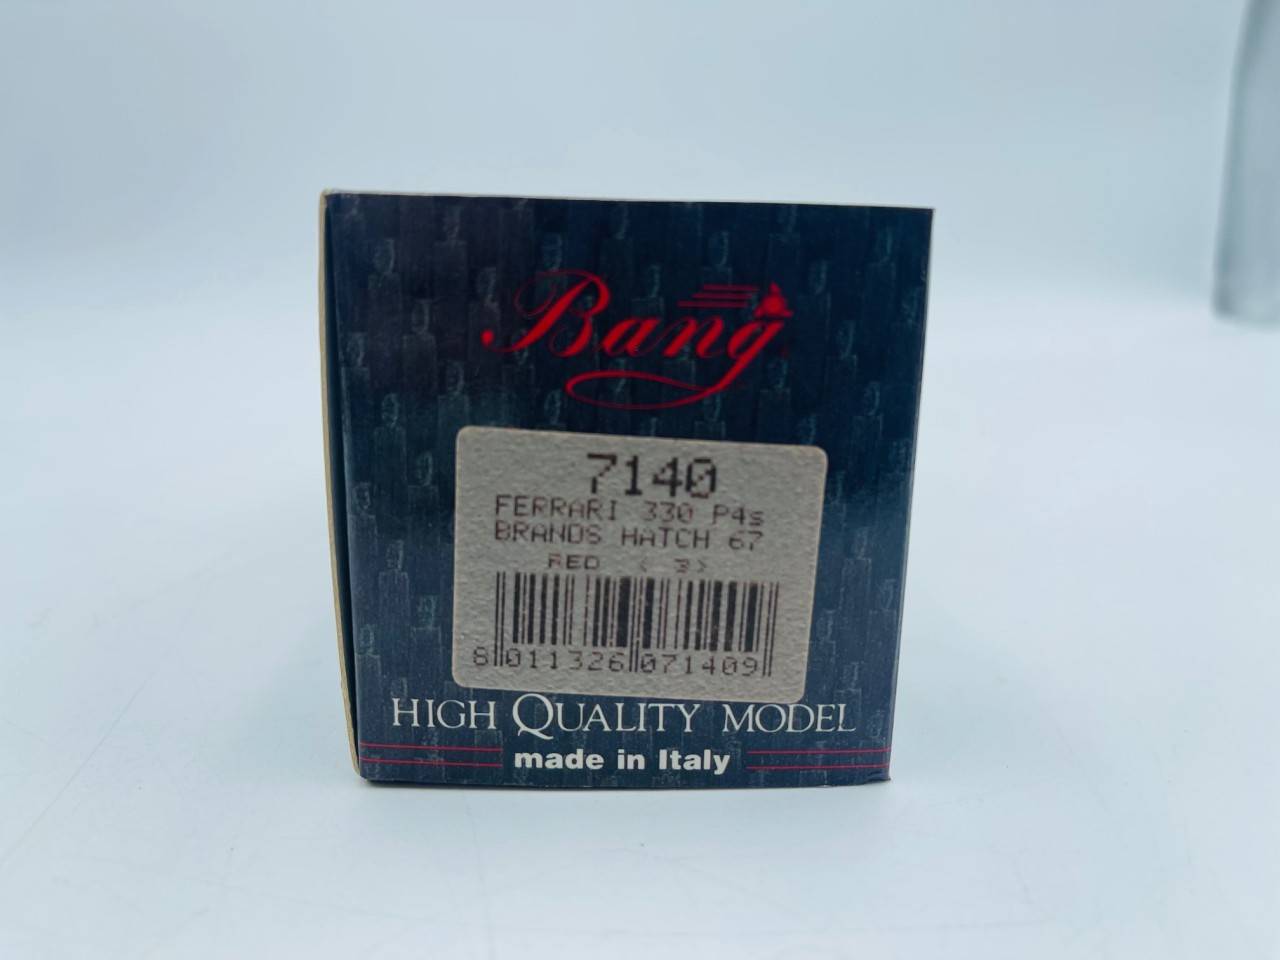 Bang
7140
FERRARI 330 P4s
BRANDS HATCH 67
RED ( 3)
8 011326 071409
HIGH QUALITY MODEL
made in Italy